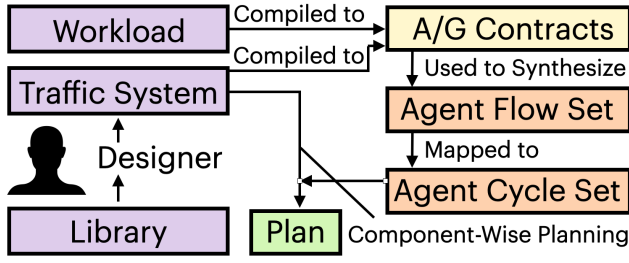 Workload
Compiled to
A/G Contracts
Compiled to
Used to Synthesize
Traffic System
Agent Flow Set
Designer
Mapped to
Agent Cycle Set
Library
Plan
Component-Wise Planning